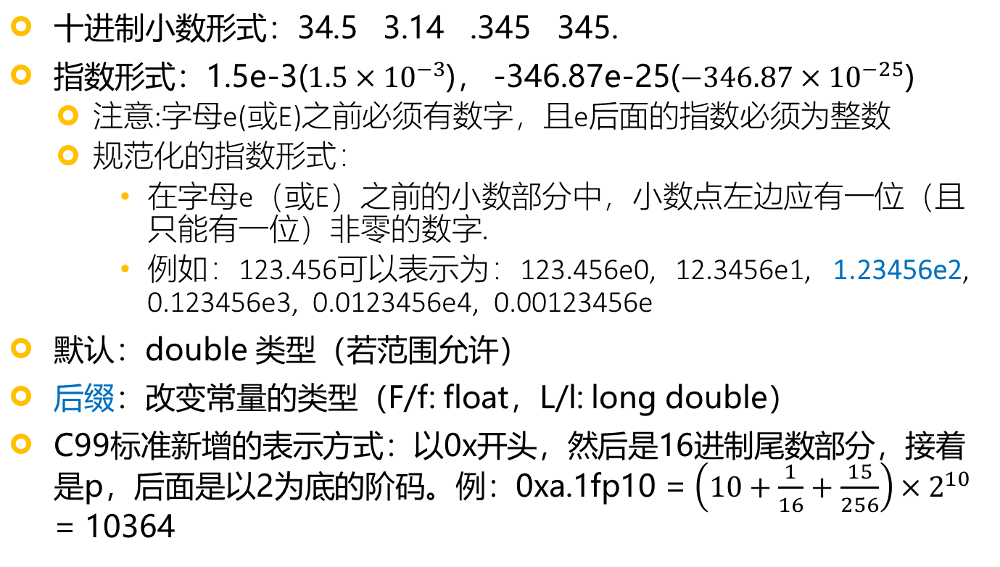 十进制小数形式：34.5 3.14 .345 345.
指数形式：1.5e-3(1.5 × 10⁻³)， -346.87e-25(−346.87 × 10⁻²⁵)
注意:字母e(或E)之前必须有数字，且e后面的指数必须为整数
规范化的指数形式：
在字母e（或E）之前的小数部分中，小数点左边应有一位（且
只能有一位）非零的数字.
例如：123.456可以表示为：123.456e0, 12.3456e1, 1.23456e2,
0.123456e3, 0.0123456e4, 0.00123456e
默认：double 类型（若范围允许）
后缀：改变常量的类型（F/f: float，L/l: long double）
C99标准新增的表示方式：以0x开头，然后是16进制尾数部分，接着
是p，后面是以2为底的阶码。例：0xa.1fp10 = (10 + 1/16 + 15/256) × 2¹⁰
= 10364